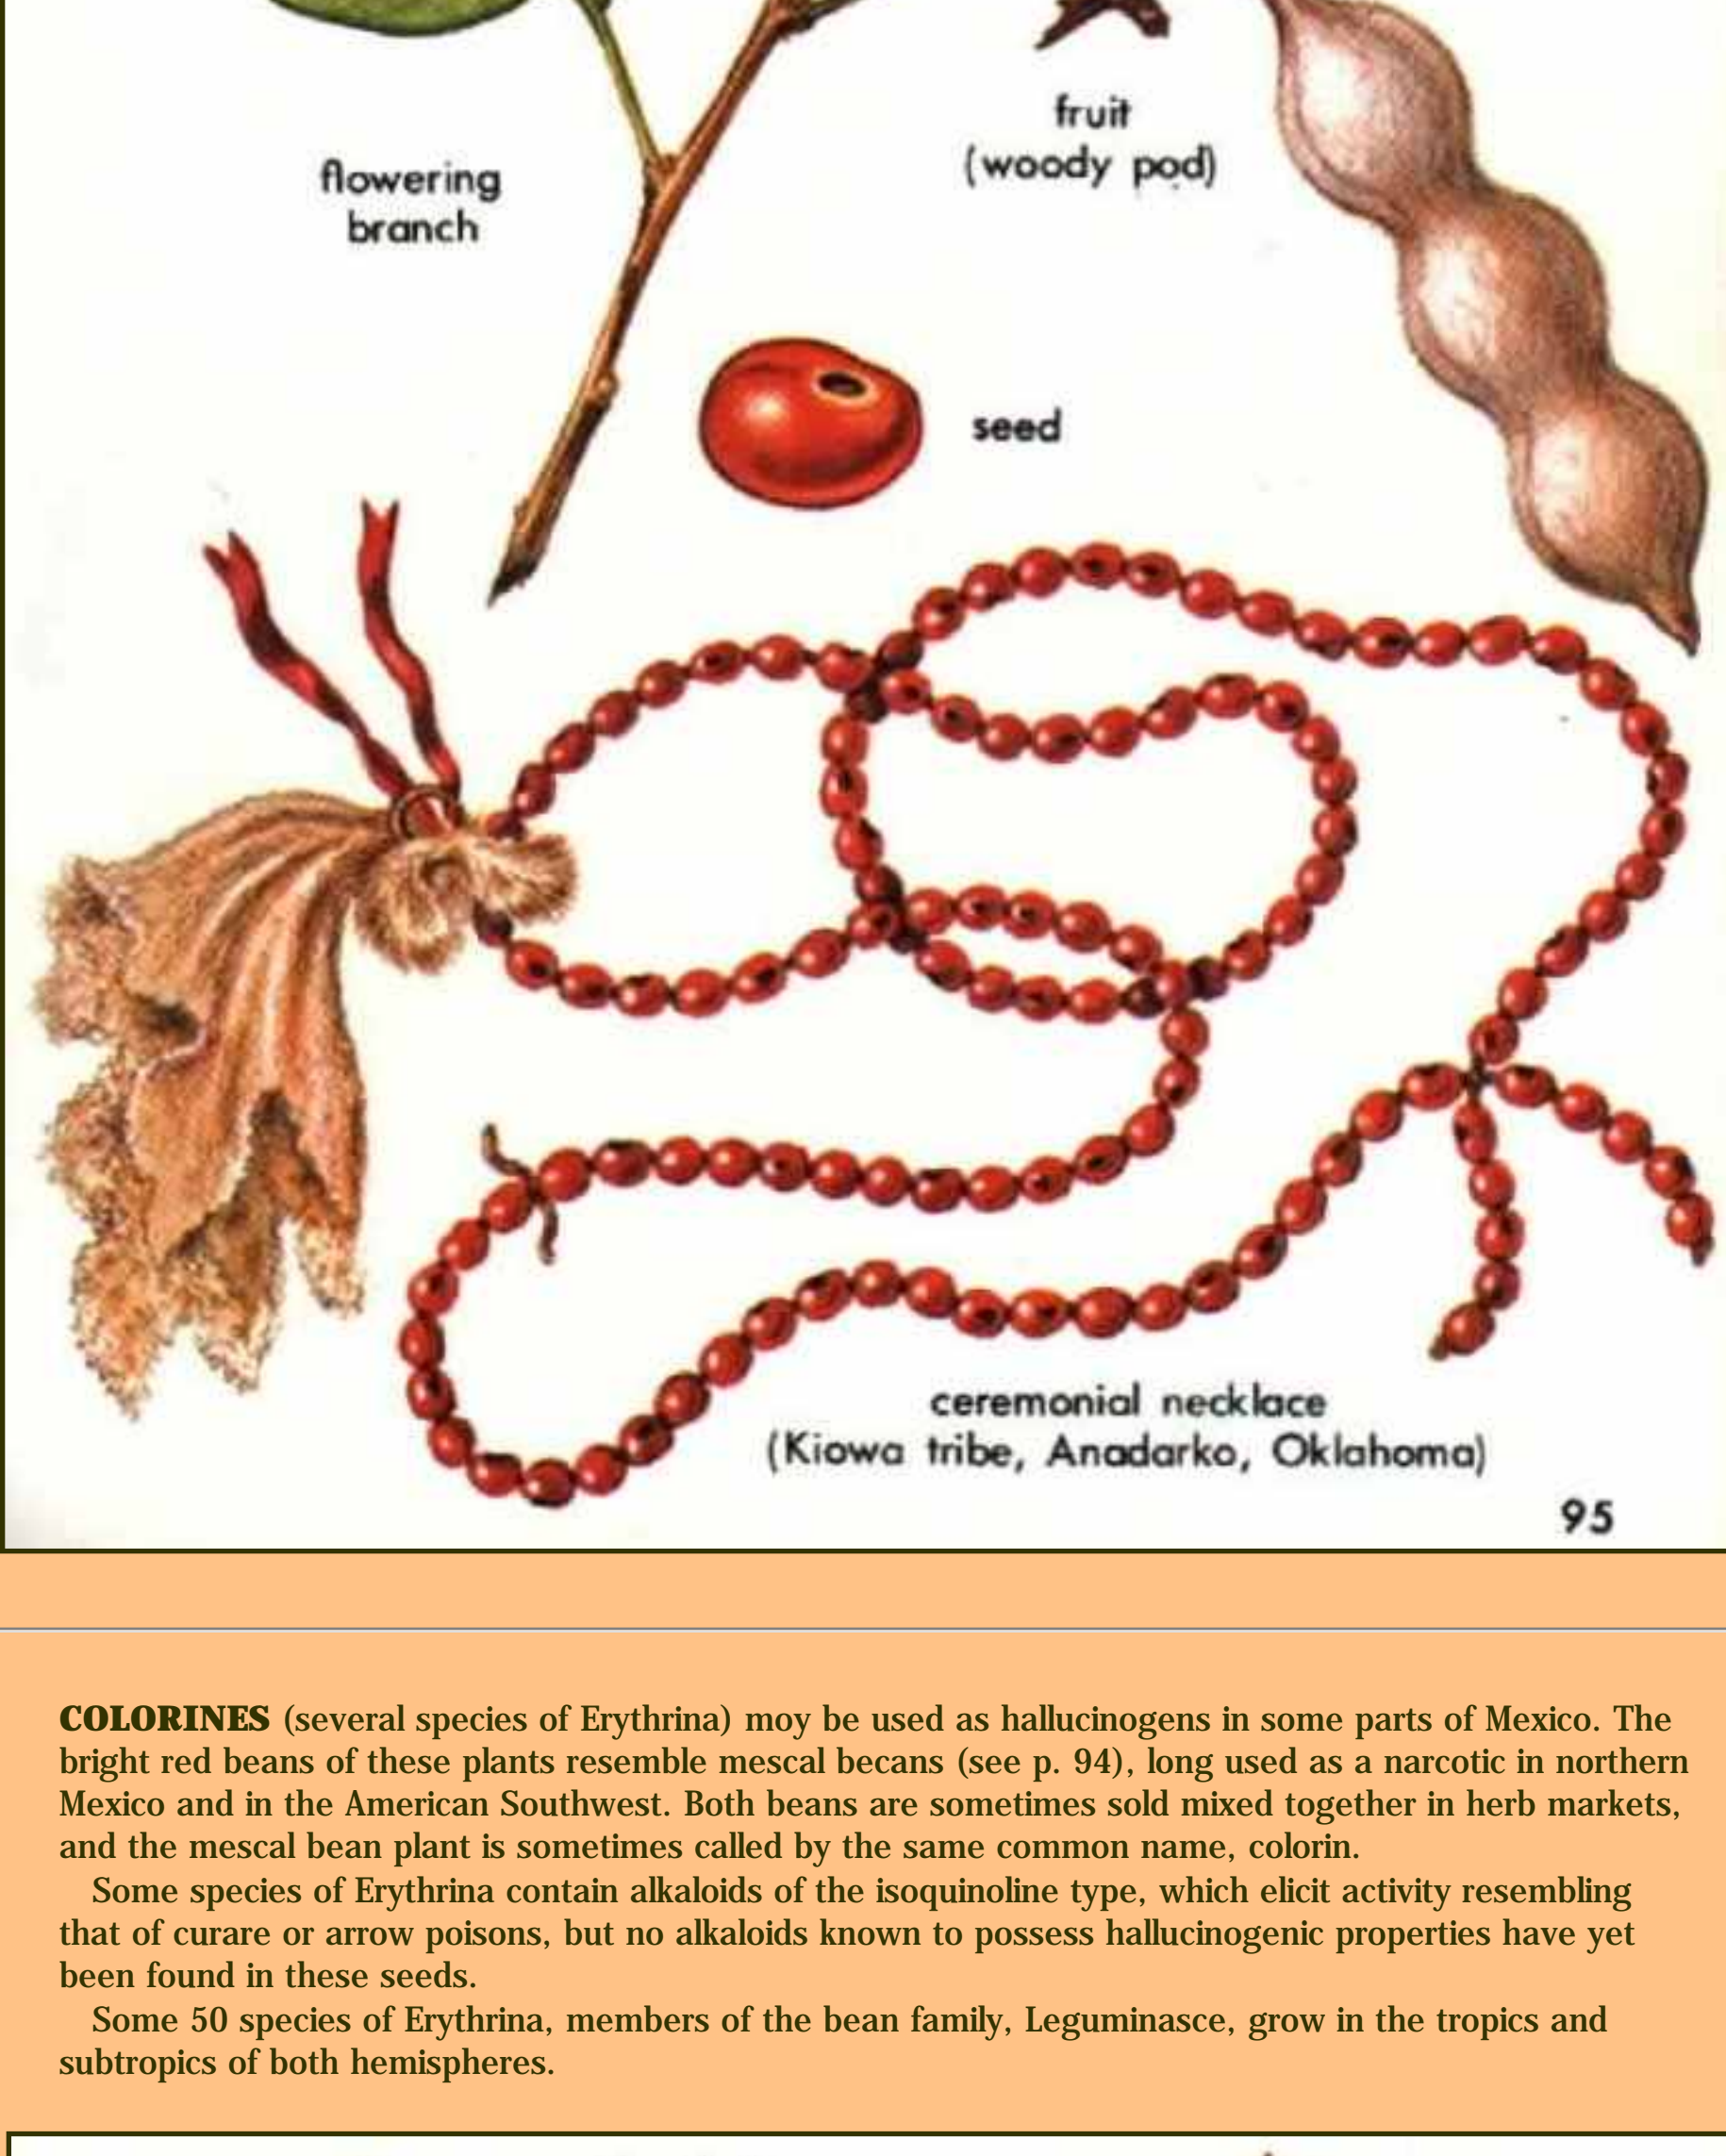 flowering
branch
fruit
(woody pod)
seed
ceremonial necklace
(Kiowa tribe, Anadarko, Oklahoma)
95
COLORINES (several species of Erythrina) moy be used as hallucinogens in some parts of Mexico. The
bright red beans of these plants resemble mescal becans (see p. 94), long used as a narcotic in northern
Mexico and in the American Southwest. Both beans are sometimes sold mixed together in herb markets,
and the mescal bean plant is sometimes called by the same common name, colorin.
Some species of Erythrina contain alkaloids of the isoquinoline type, which elicit activity resembling
that of curare or arrow poisons, but no alkaloids known to possess hallucinogenic properties have yet
been found in these seeds.
Some 50 species of Erythrina, members of the bean family, Leguminasce, grow in the tropics and
subtropics of both hemispheres.